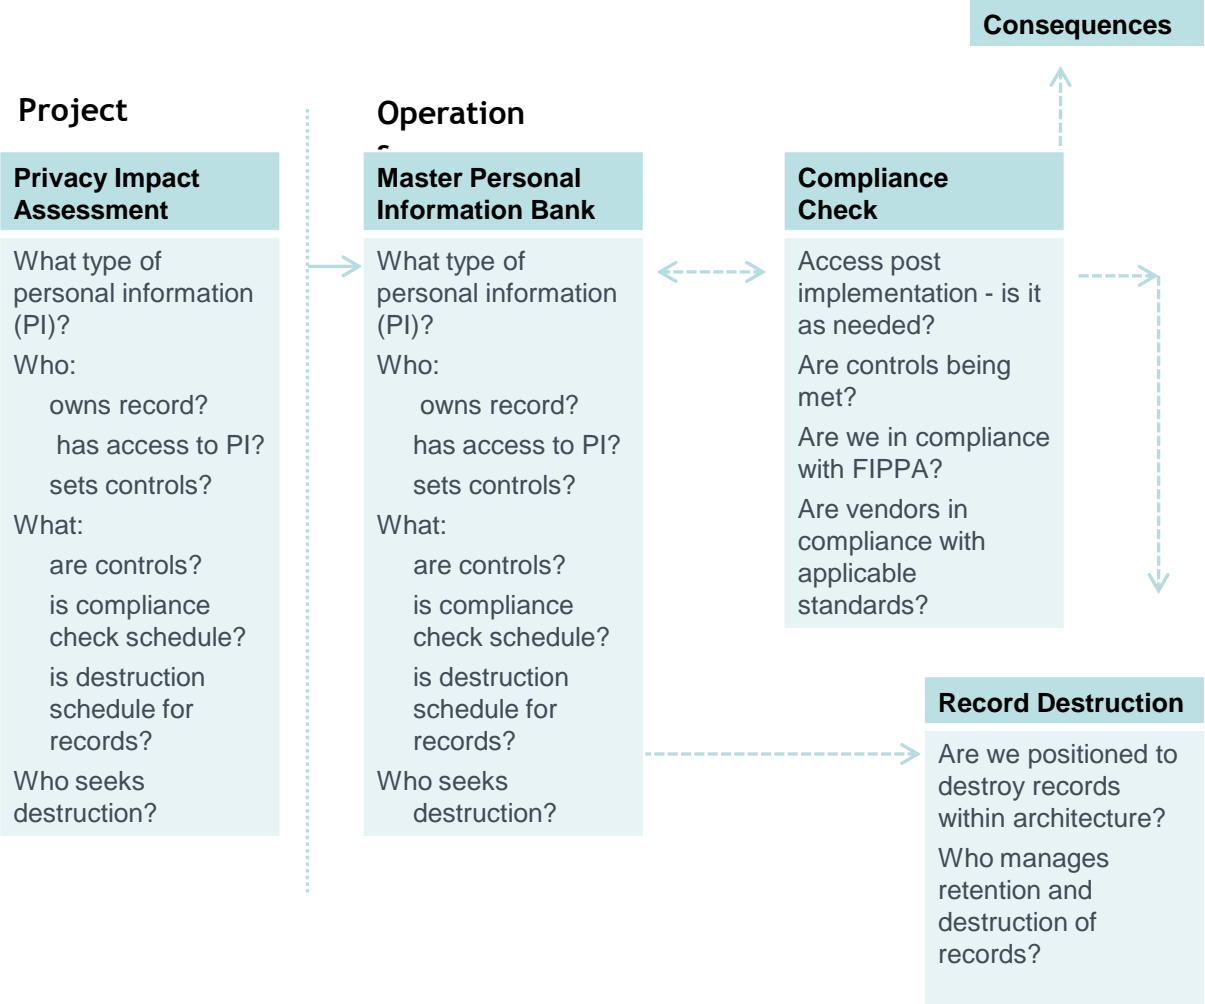 Consequences
Project
Operation
s
Privacy Impact
Assessment
What type of
personal information
(PI)?
Who:
owns record?
has access to PI?
sets controls?
What:
are controls?
is compliance
check schedule?
is destruction
schedule for
records?
Who seeks
destruction?
Master Personal
Information Bank
What type of
personal information
(PI)?
Who:
owns record?
has access to PI?
sets controls?
What:
are controls?
is compliance
check schedule?
is destruction
schedule for
records?
Who seeks
destruction?
Compliance
Check
Access post
implementation - is it
as needed?
Are controls being
met?
Are we in compliance
with FIPPA?
Are vendors in
compliance with
applicable
standards?
Record Destruction
Are we positioned to
destroy records
within architecture?
Who manages
retention and
destruction of
records?